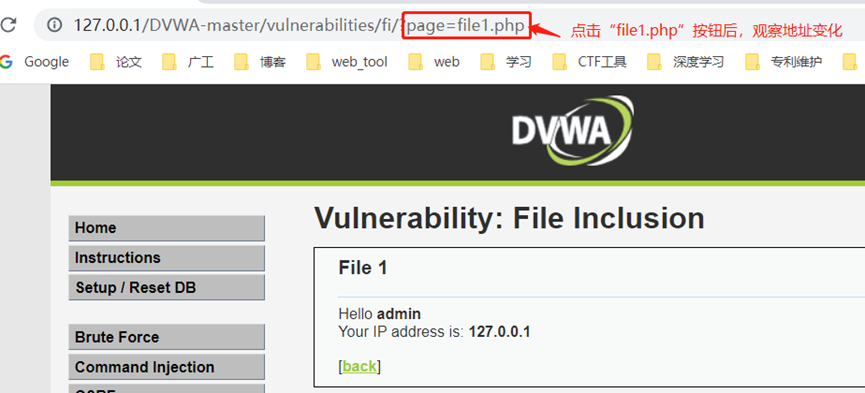 127.0.0.1/DVWA-master/vulnerabilities/fi/?page=file1.php
点击“file1.php”按钮后，观察地址变化
Google 论文 广工 博客 web_tool web 学习 CTF工具 深度学习 专利维护
DVWA
Vulnerability: File Inclusion
Home
Instructions
Setup / Reset DB
Brute Force
Command Injection
File 1
Hello admin
Your IP address is: 127.0.0.1
[back]